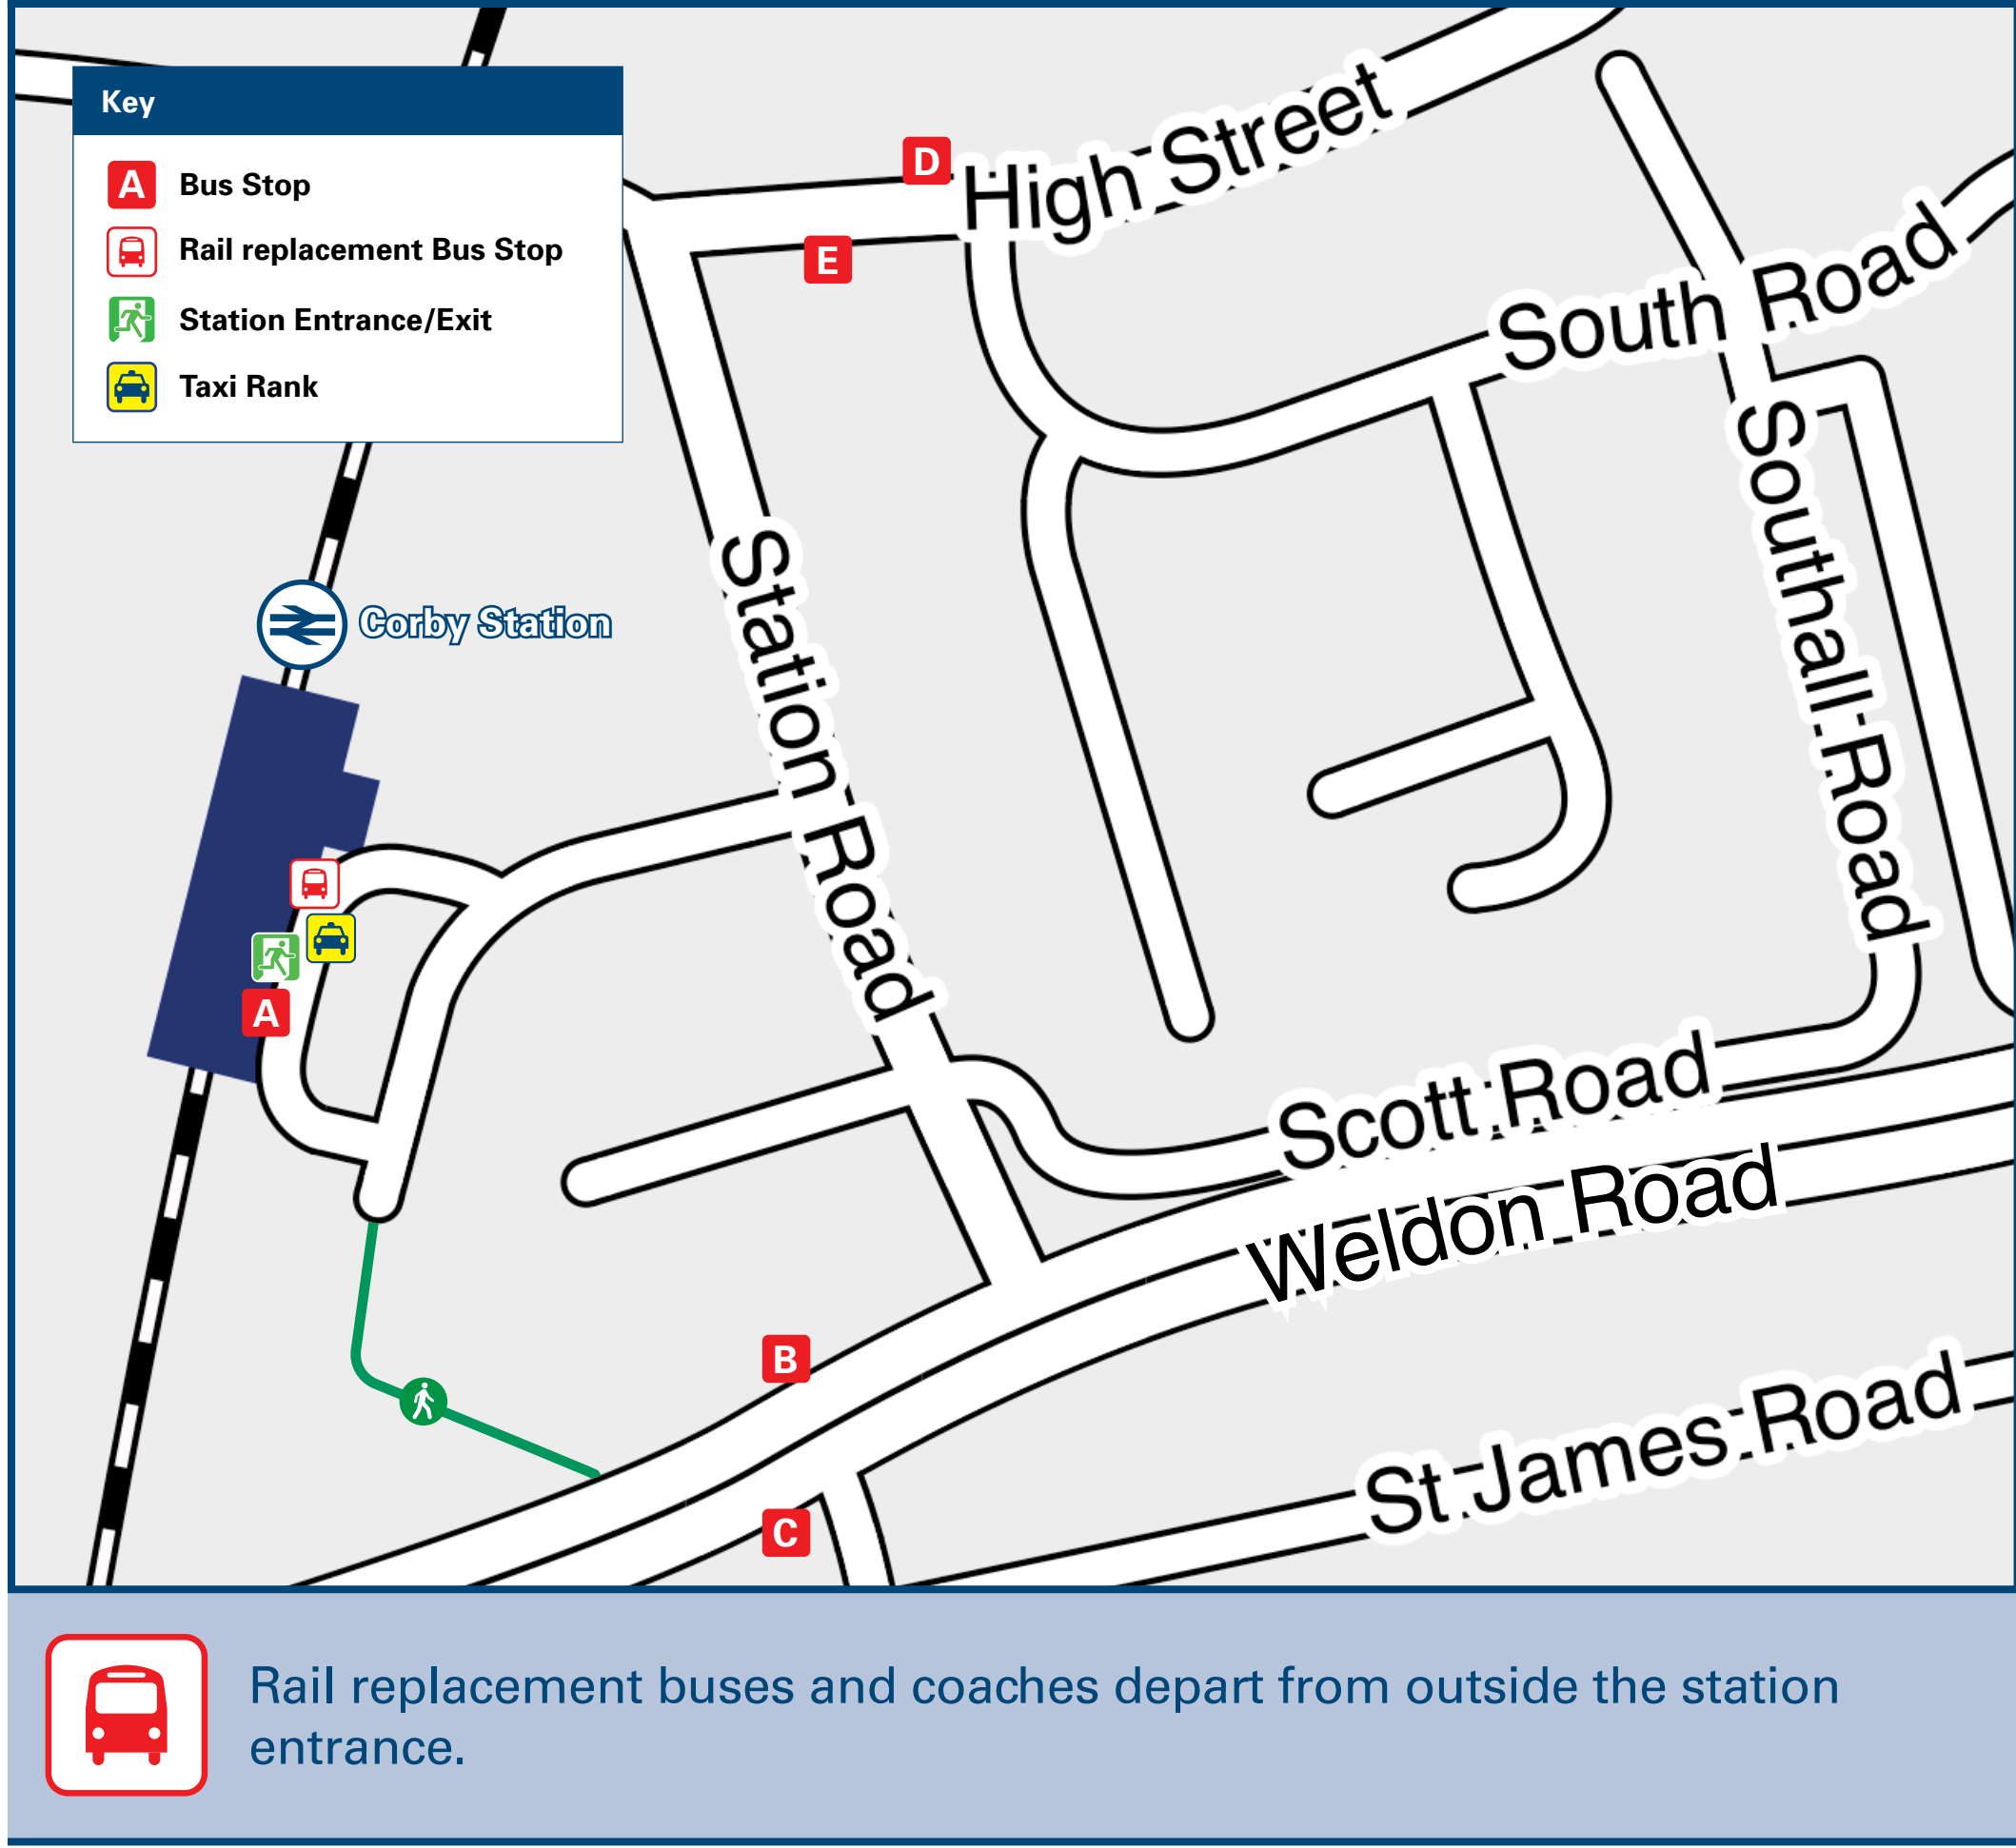 Key
A Bus Stop
Rail replacement Bus Stop
Station Entrance/Exit
Taxi Rank
D
High Street
E
South Road
Southall Road
Corby Station
Station Road
A
Scott Road
Weldon Road
B
St James Road
C
Rail replacement buses and coaches depart from outside the station
entrance.